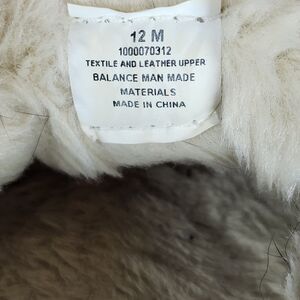 12 M
1000070312
TEXTILE AND LEATHER UPPER
BALANCE MAN MADE
MATERIALS
MADE IN CHINA